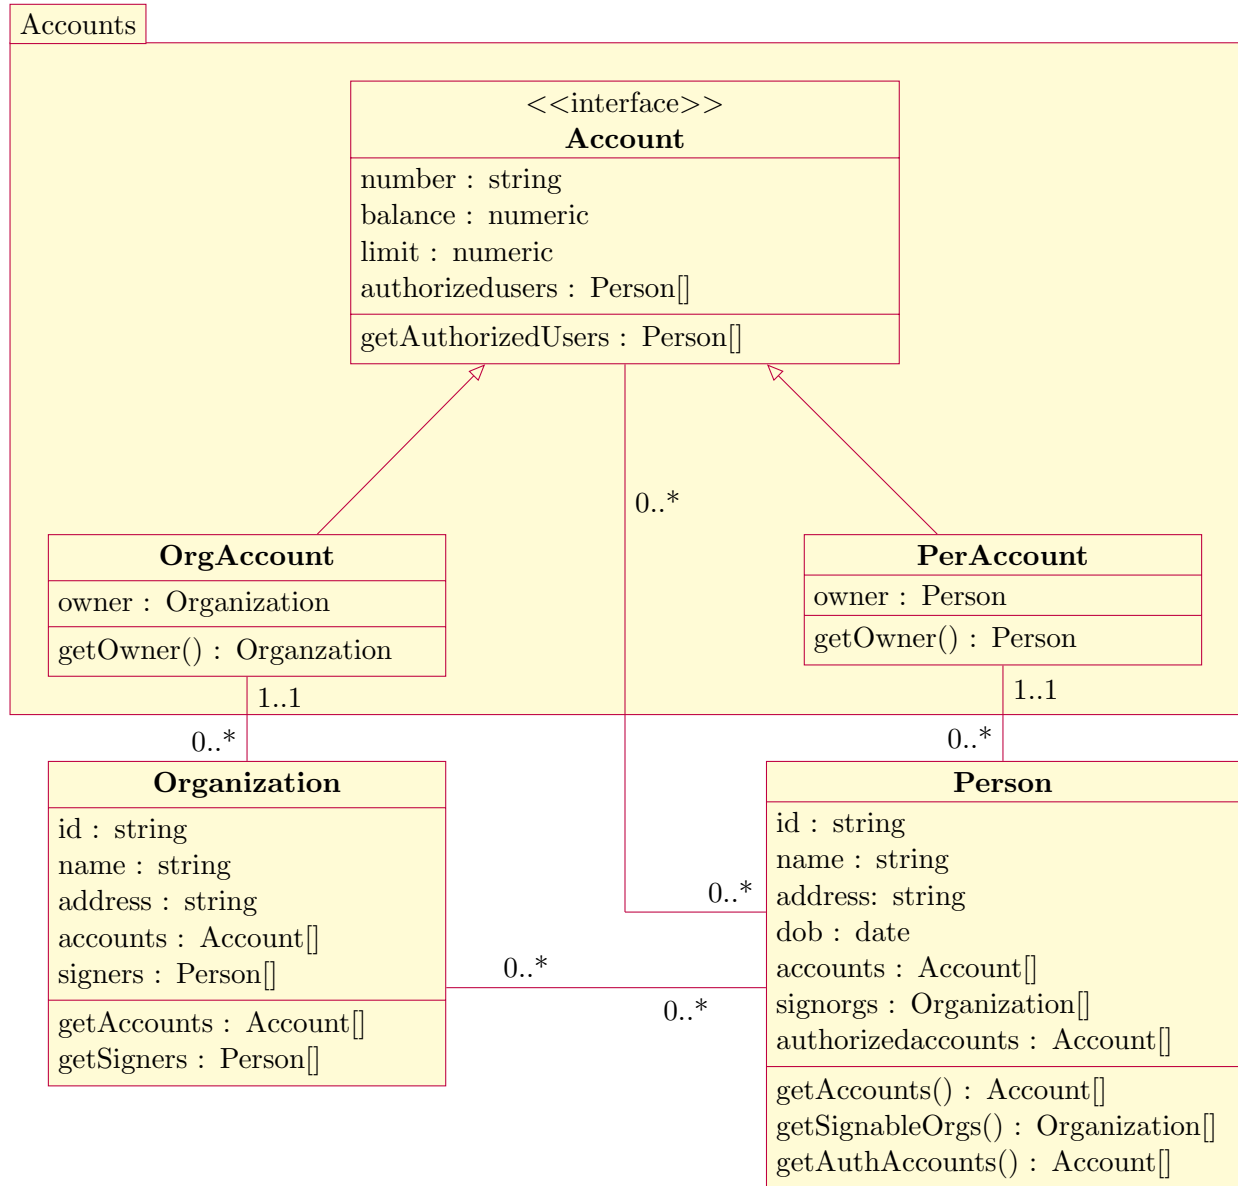 Accounts
<<interface>>
Account
number : string
balance : numeric
limit : numeric
authorizedusers : Person[]
getAuthorizedUsers : Person[]
0..*
OrgAccount
owner : Organization
getOwner() : Organzation
PerAccount
owner : Person
getOwner() : Person
1..1
0..*
1..1
0..*
Organization
id : string
name : string
address : string
accounts : Account[]
signers : Person[]
getAccounts : Account[]
getSigners : Person[]
0..*
0..*
0..*
Person
id : string
name : string
address: string
dob : date
accounts : Account[]
signorgs : Organization[]
authorizedaccounts : Account[]
getAccounts() : Account[]
getSignableOrgs() : Organization[]
getAuthAccounts() : Account[]